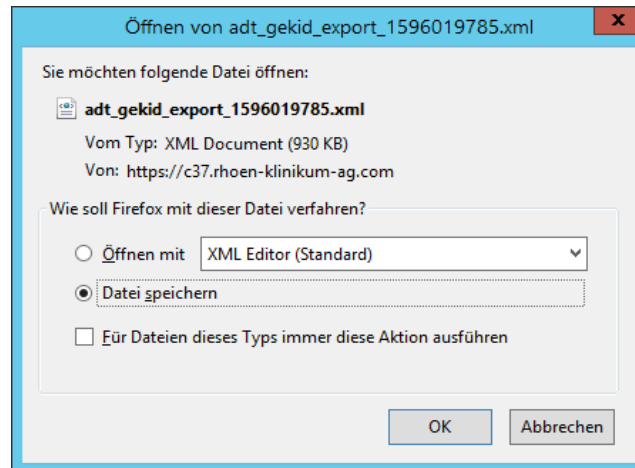 Öffnen von adt_gekid_export_1596019785.xml
x
Sie möchten folgende Datei öffnen:
adt_gekid_export_1596019785.xml
Vom Typ: XML Document (930 KB)
Von: https://c37.rhoen-klinikum-ag.com
Wie soll Firefox mit dieser Datei verfahren?
Öffnen mit XML Editor (Standard)
Datei speichern
Für Dateien dieses Typs immer diese Aktion ausführen
OK Abbrechen